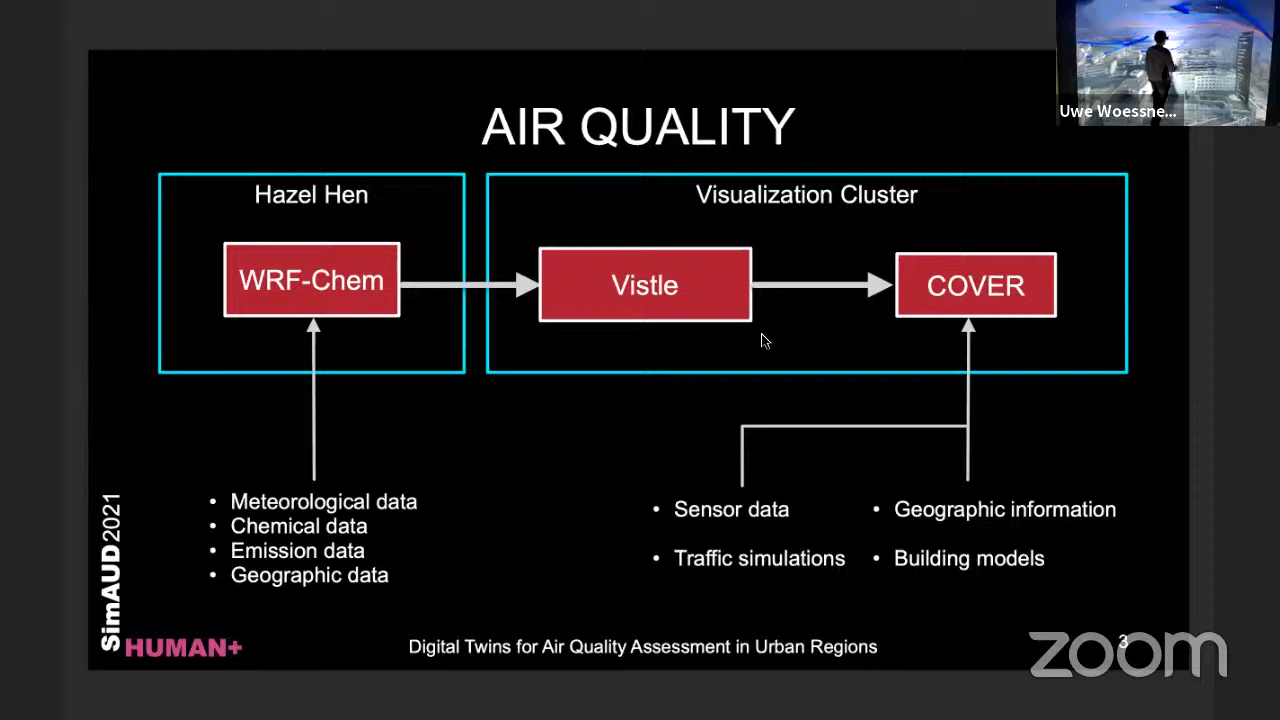 Uwe Woessne...
AIR QUALITY
Hazel Hen
Visualization Cluster
WRF-Chem
Vistle
COVER
• Meteorological data
• Chemical data
• Emission data
• Geographic data
• Sensor data
• Traffic simulations
• Geographic information
• Building models
SimAUD2021
HUMAN+
Digital Twins for Air Quality Assessment in Urban Regions
3
zoom